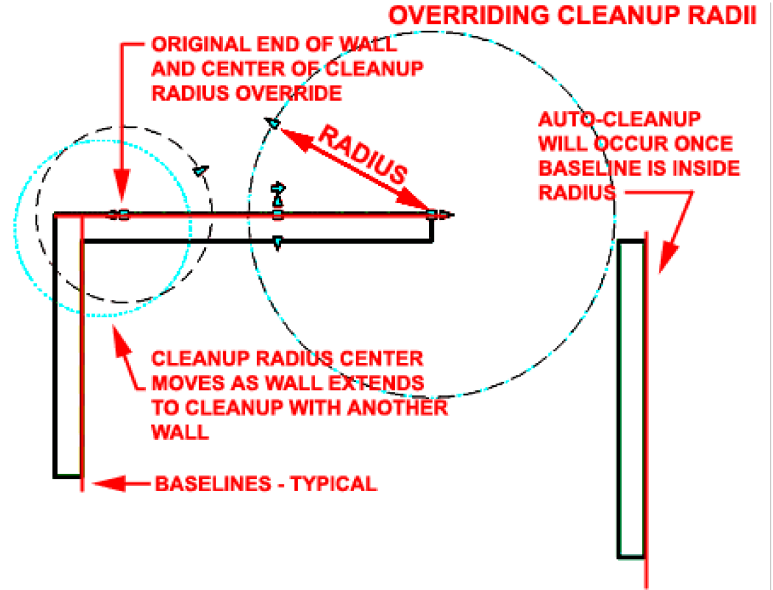 OVERRIDING CLEANUP RADII
ORIGINAL END OF WALL
AND CENTER OF CLEANUP
RADIUS OVERRIDE
RADIUS
AUTO-CLEANUP
WILL OCCUR ONCE
BASELINE IS INSIDE
RADIUS
CLEANUP RADIUS CENTER
MOVES AS WALL EXTENDS
TO CLEANUP WITH ANOTHER
WALL
BASELINES - TYPICAL